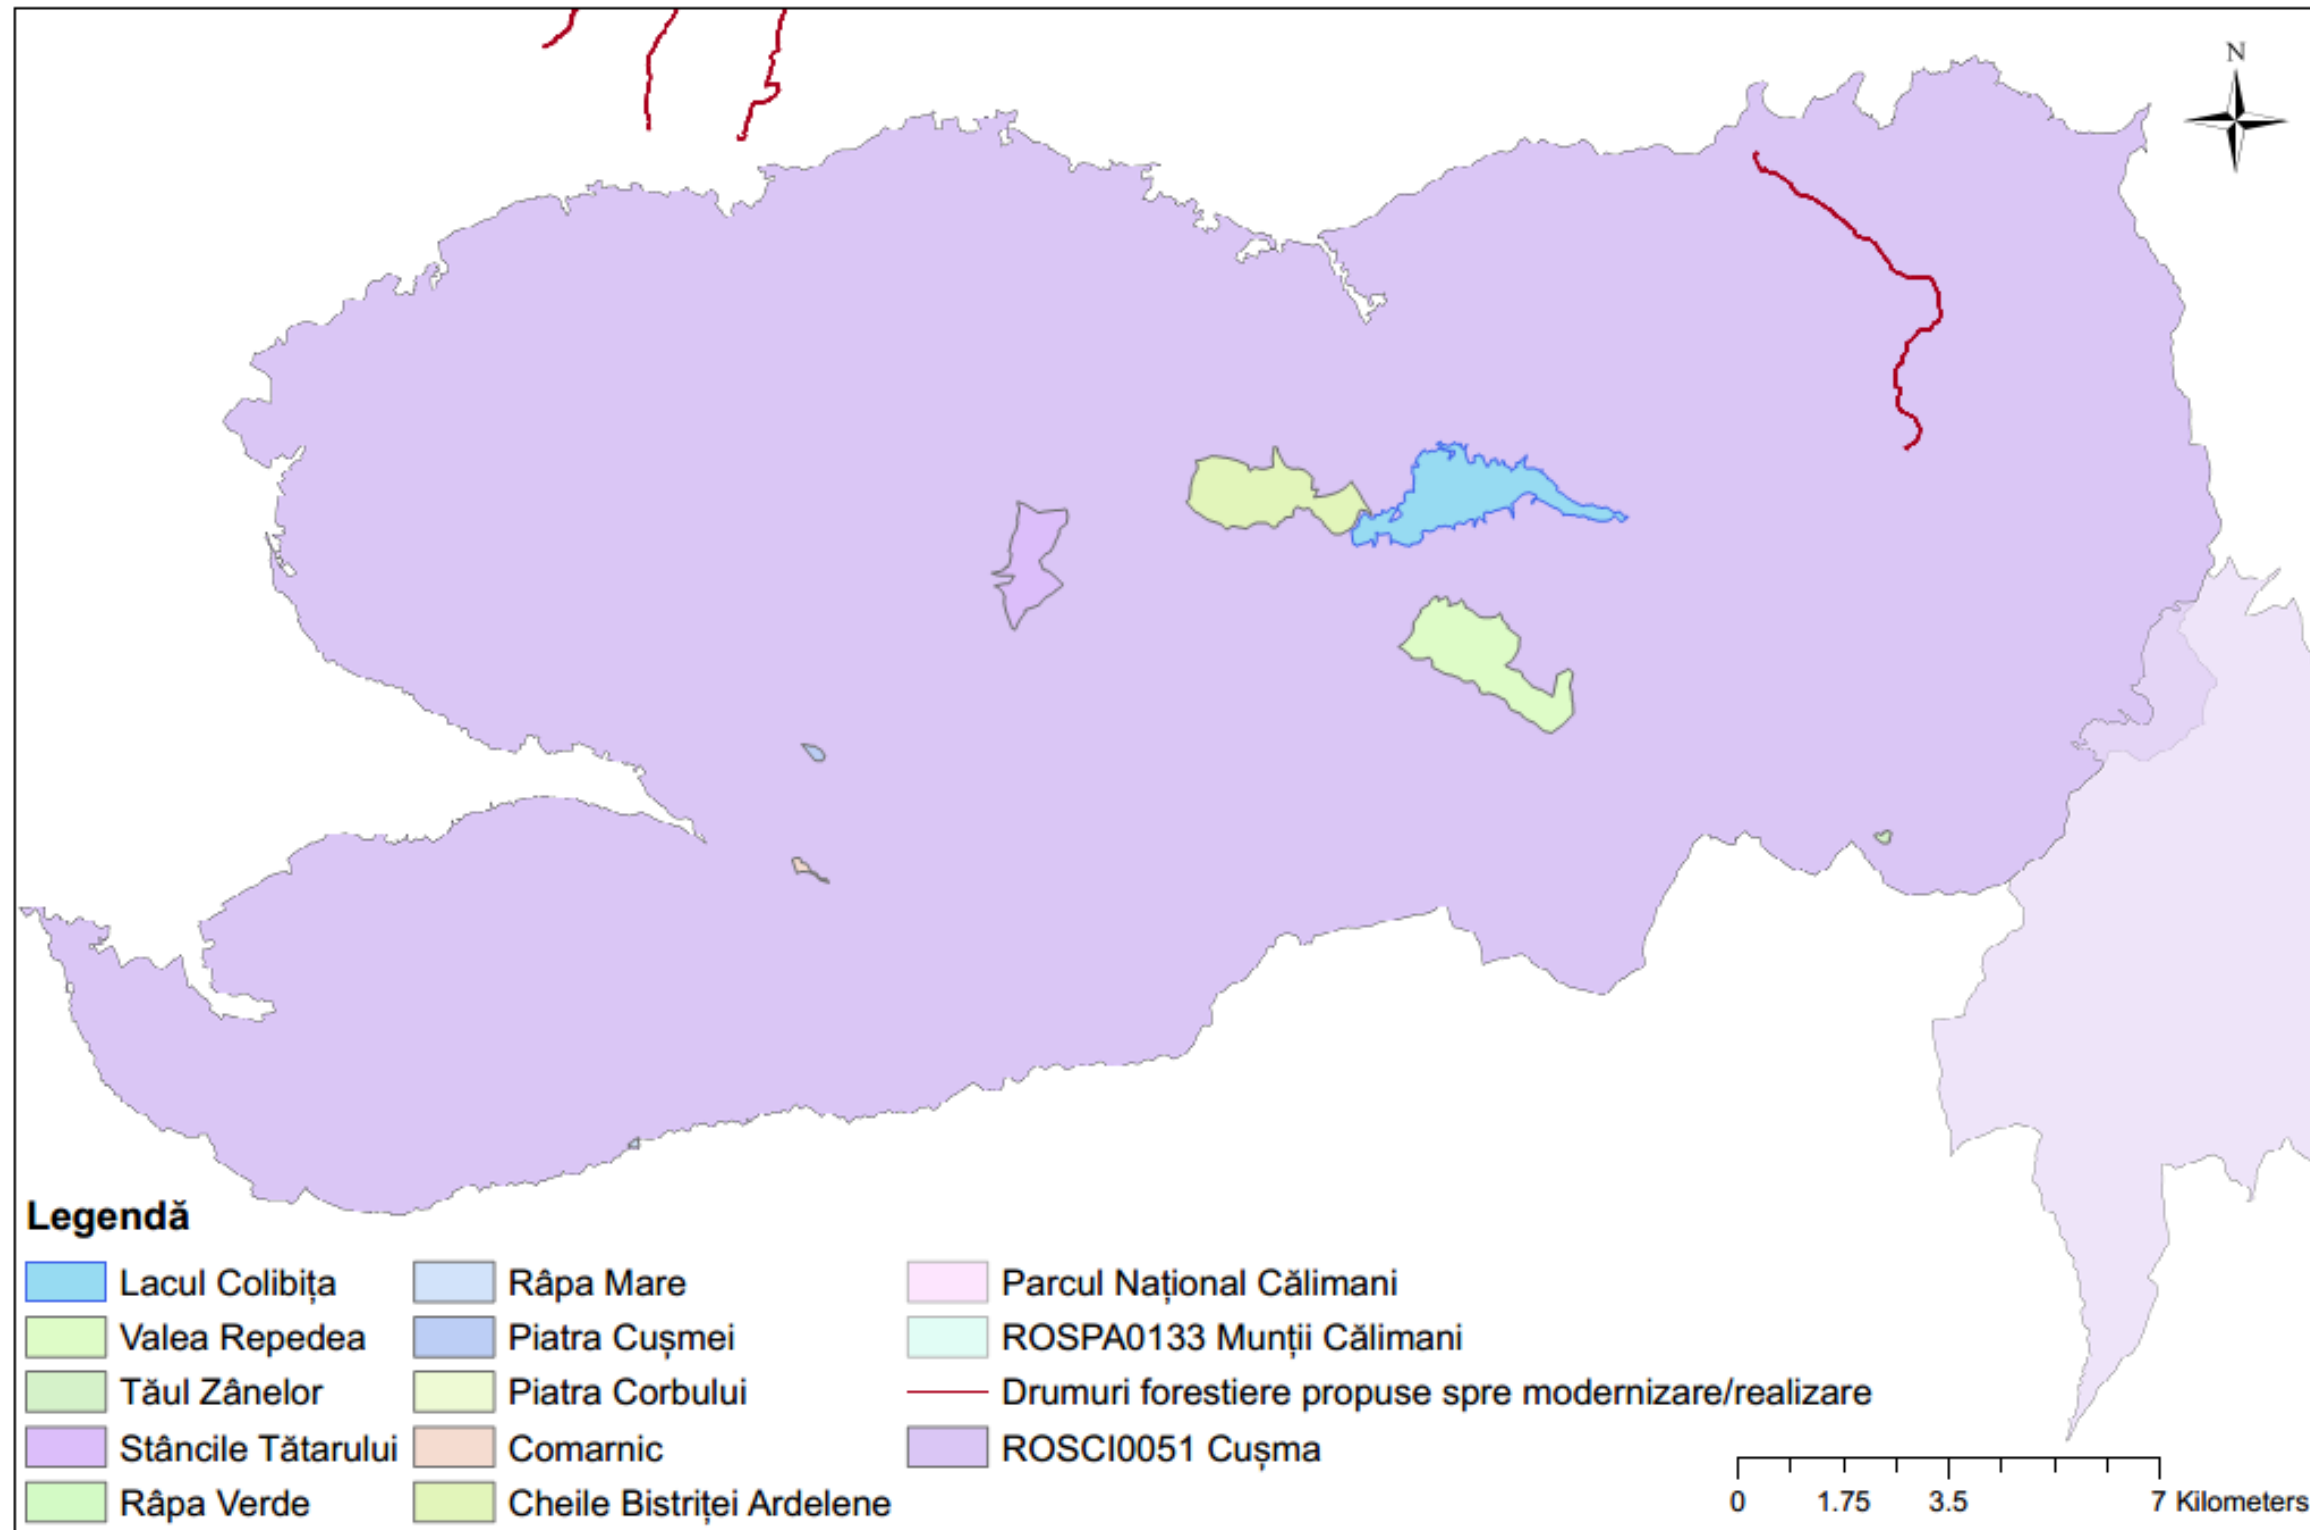 N
Legendă
Lacul Colibița
Valea Repedea
Tăul Zânelor
Stâncile Tătarului
Râpa Verde
Râpa Mare
Piatra Cușmei
Piatra Corbului
Comarnic
Cheile Bistriței Ardelene
Parcul Național Călimani
ROSPA0133 Munții Călimani
Drumuri forestiere propuse spre modernizare/realizare
ROSCI0051 Cușma
0 1.75 3.5 7 Kilometers